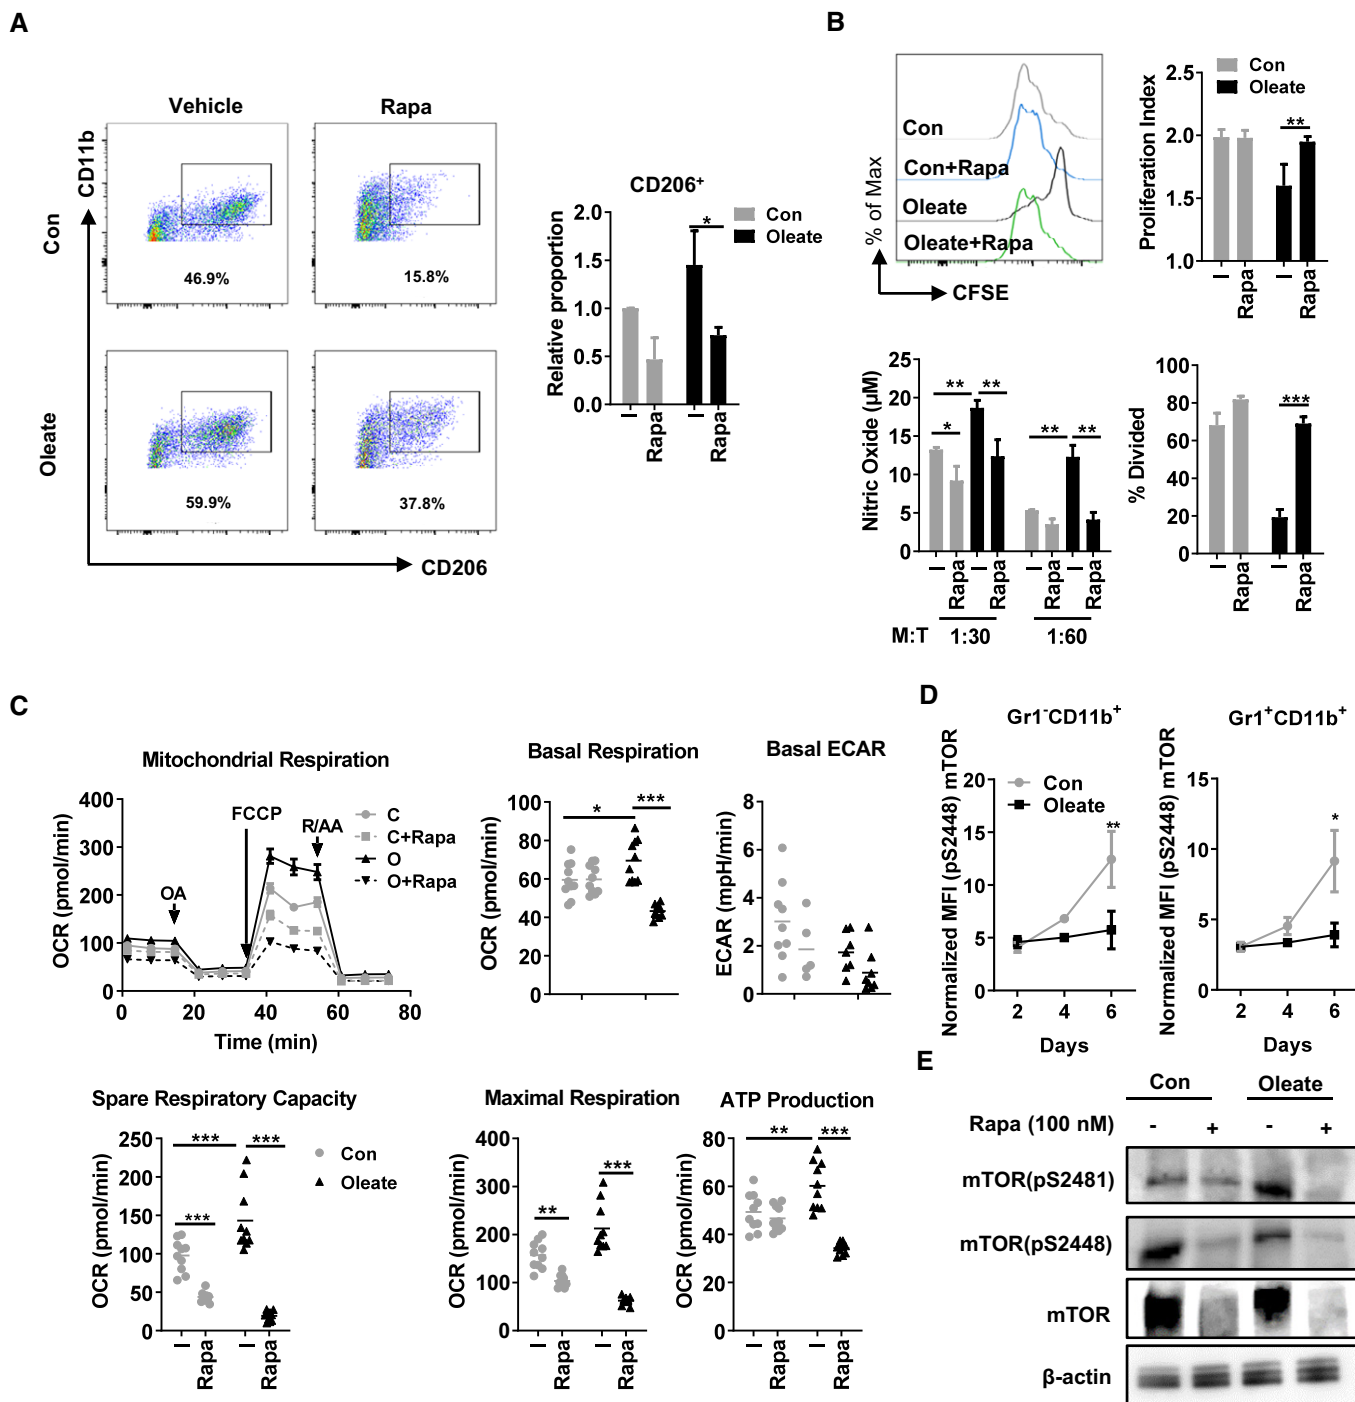 A
Vehicle
Rapa
CD11b
Con
46.9%
15.8%
Oleate
59.9%
37.8%
CD206
CD206⁺
Relative proportion
2.0
1.5
1.0
0.5
0.0
Con
Oleate
–
Rapa
–
Rapa
B
% of Max
Con
Con+Rapa
Oleate
Oleate+Rapa
CFSE
Proliferation Index
2.5
2.0
1.5
1.0
Con
Oleate
**
–
Rapa
–
Rapa
*
Nitric Oxide (µM)
25
20
15
10
5
0
** **
*
** **
–
Rapa
–
Rapa
–
Rapa
–
Rapa
M:T 1:30 1:60
% Divided
100
80
60
40
20
0
***
–
Rapa
–
Rapa
C
Mitochondrial Respiration
OCR (pmol/min)
400
300
200
100
0
OA
FCCP
R/AA
C
C+Rapa
O
O+Rapa
0 20 40 60 80
Time (min)
Basal Respiration
OCR (pmol/min)
100
80
60
40
20
0
* ***
Basal ECAR
ECAR (mpH/min)
8
6
4
2
0
Spare Respiratory Capacity
OCR (pmol/min)
250
200
150
100
50
0
*** ***
***
Con
Oleate
–
Rapa
–
Rapa
Maximal Respiration
OCR (pmol/min)
400
300
200
100
0
**
***
–
Rapa
–
Rapa
ATP Production
OCR (pmol/min)
80
60
40
20
0
** ***
–
Rapa
–
Rapa
D
Gr1⁻CD11b⁺
Normalized MFI (pS2448) mTOR
20
15
10
5
0
Con
Oleate
**
2 4 6
Days
Gr1⁺CD11b⁺
Normalized MFI (pS2448) mTOR
15
10
5
0
*
2 4 6
Days
E
Con Oleate
Rapa (100 nM) - + - +
mTOR(pS2481)
mTOR(pS2448)
mTOR
β-actin